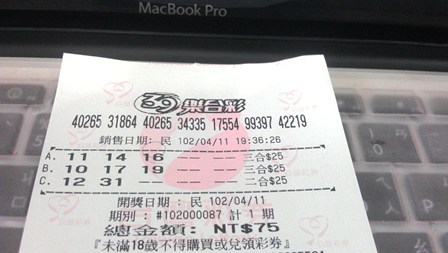 MacBook Pro
39樂合彩
40265 31864 40265 34335 17554 99397 42219
銷售日期: 民 102/04/11 19:36:26
A. 11 14 16 -- -- 三合$25
B. 10 17 19 -- -- 三合$25
C. 12 31 -- -- -- 二合$25
開獎日期 : 民 102/04/11
期別 : #102000087 計 1 期
總金額: NT$75
『未滿18歲不得購買或兌領彩券』